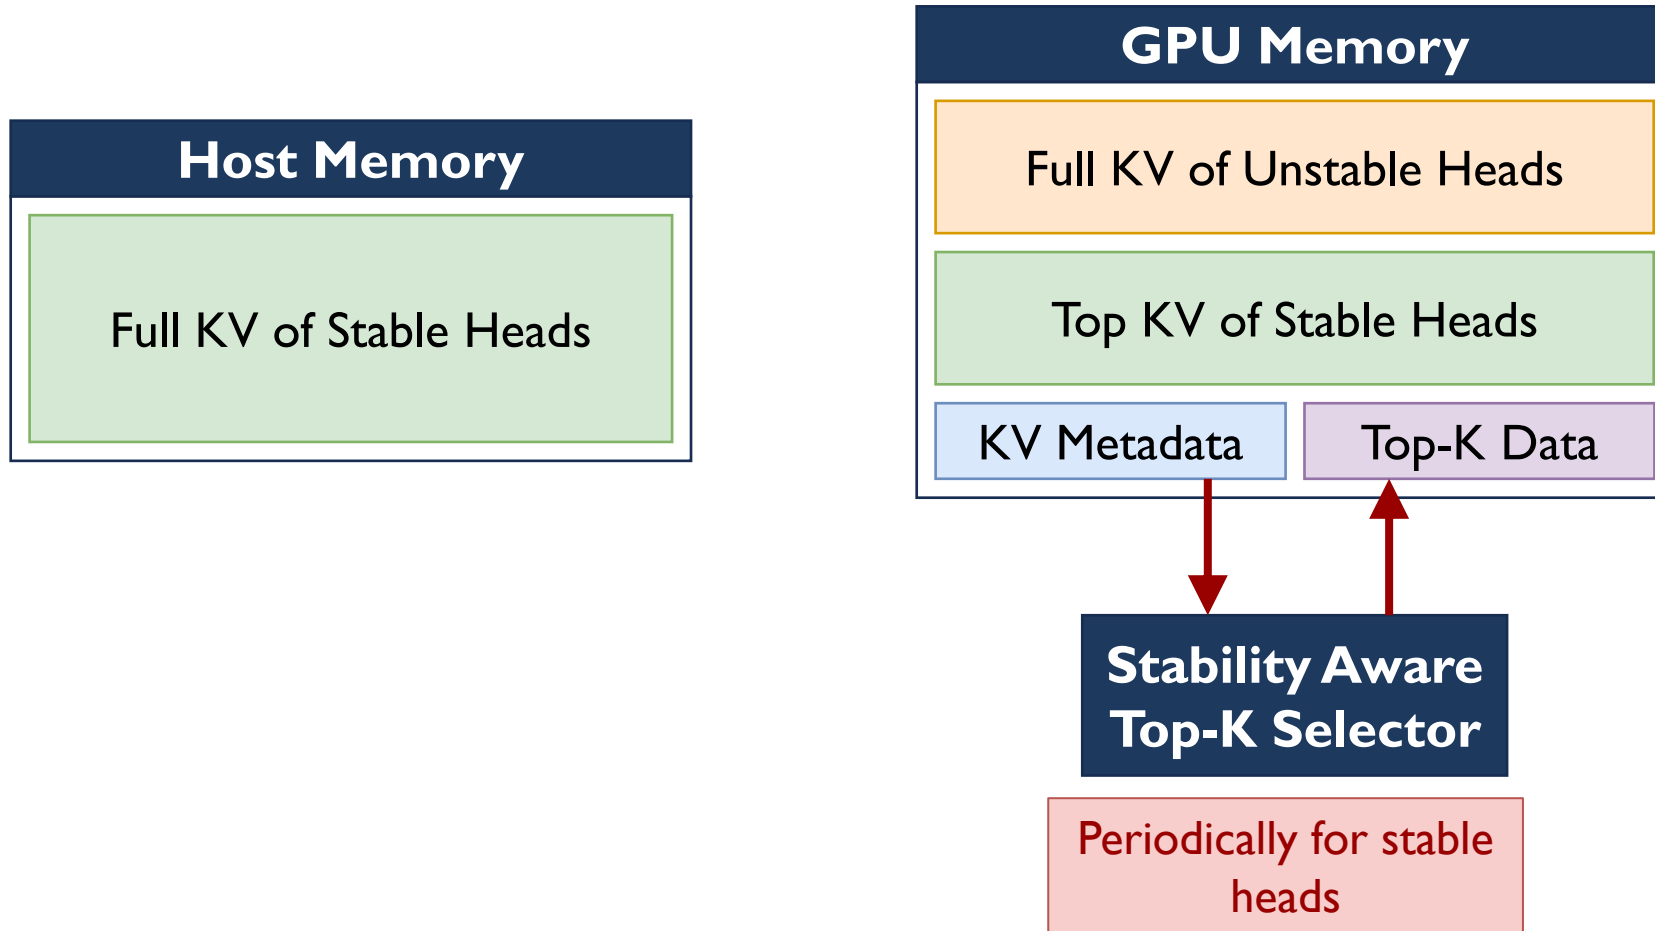 Host Memory
Full KV of Stable Heads
GPU Memory
Full KV of Unstable Heads
Top KV of Stable Heads
KV Metadata
Top-K Data
Stability Aware
Top-K Selector
Periodically for stable
heads